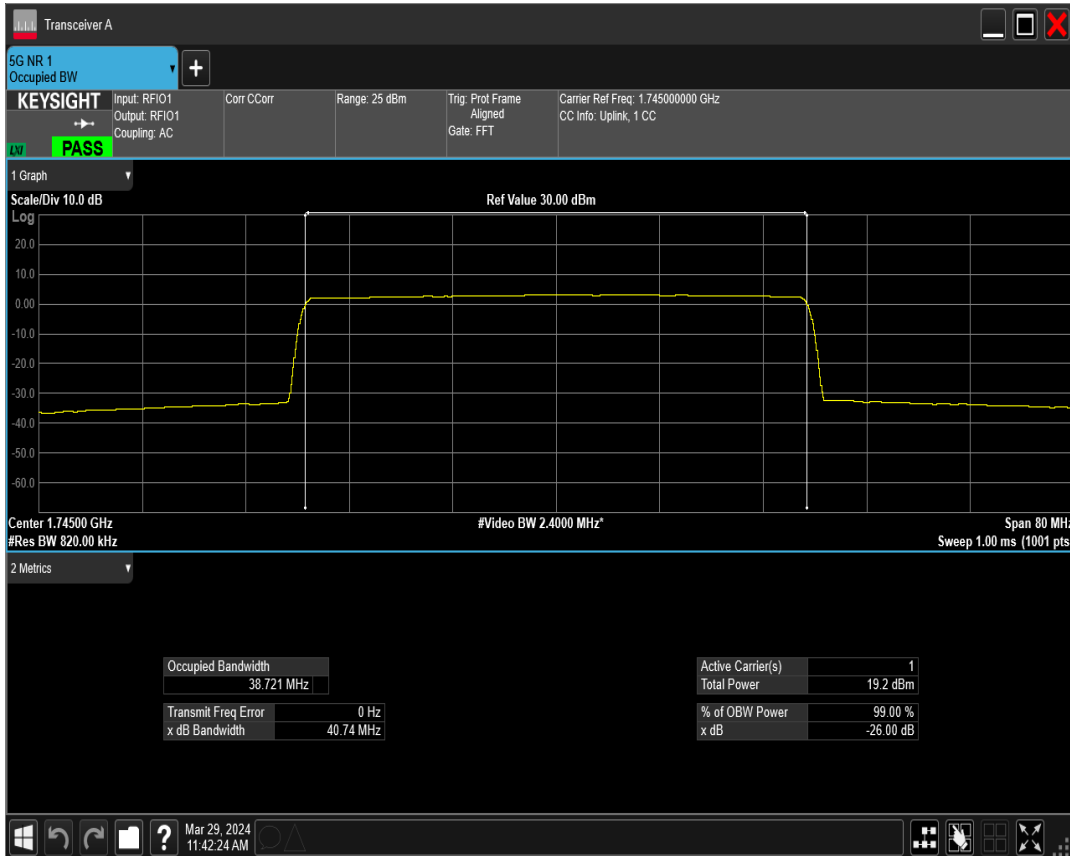 Transceiver A
5G NR 1
Occupied BW
+
KEYSIGHT
LXI
PASS
Input: RFIO1
Output: RFIO1
Coupling: AC
Corr CCorr
Range: 25 dBm
Trig: Prot Frame
Aligned
Gate: FFT
Carrier Ref Freq: 1.745000000 GHz
CC Info: Uplink, 1 CC
1 Graph
Scale/Div 10.0 dB
Ref Value 30.00 dBm
Log
20.0
10.0
0.00
-10.0
-20.0
-30.0
-40.0
-50.0
-60.0
Center 1.74500 GHz
#Video BW 2.4000 MHz*
Span 80 MHz
#Res BW 820.00 kHz
Sweep 1.00 ms (1001 pts
2 Metrics
Occupied Bandwidth
38.721 MHz
Transmit Freq Error 0 Hz
x dB Bandwidth 40.74 MHz
Active Carrier(s) 1
Total Power 19.2 dBm
% of OBW Power 99.00 %
x dB -26.00 dB
?
Mar 29, 2024
11:42:24 AM